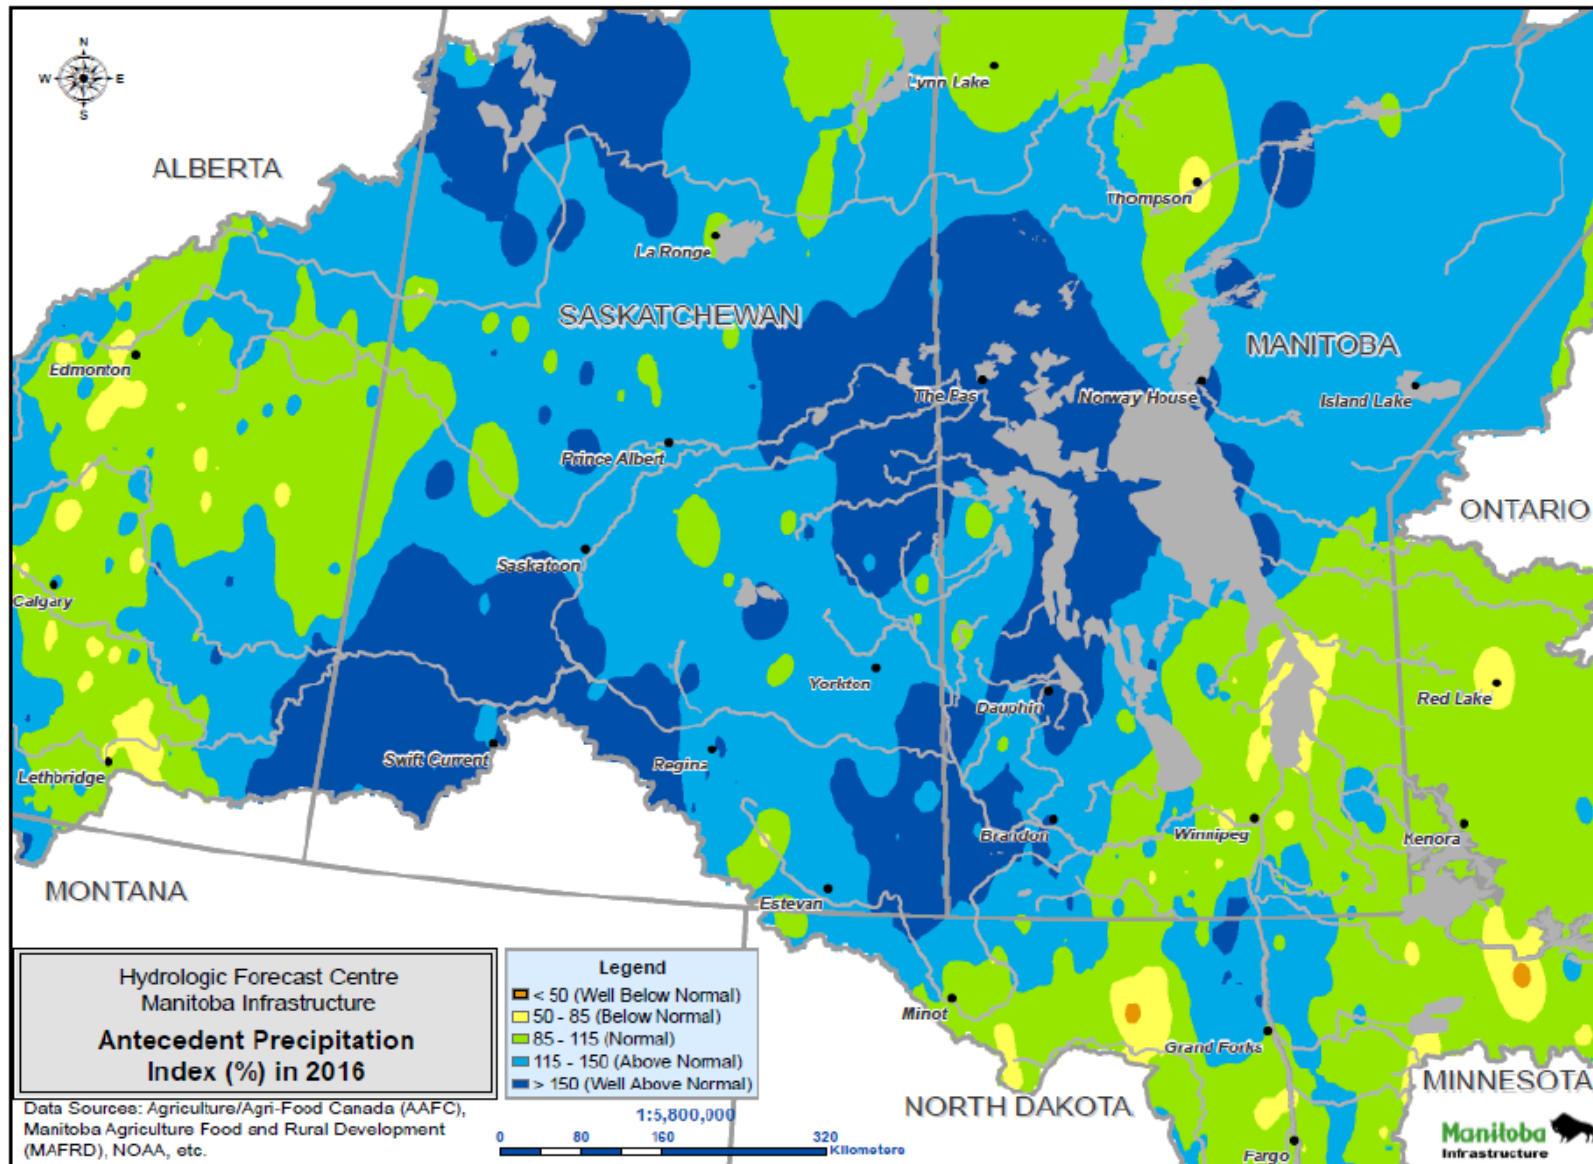 N
W E
S
ALBERTA
Lynn Lake
Thompson
La Ronge
SASKATCHEWAN
MANITOBA
Edmonton
The Pas
Norway House
Island Lake
Prince Albert
ONTARIO
Saskatoon
Calgary
Yorkton
Dauphin
Red Lake
Lethbridge
Swift Current
Regina
Brandon
Winnipeg
Kenora
MONTANA
Estevan
Minot
Grand Forks
NORTH DAKOTA
MINNESOTA
Fargo
Hydrologic Forecast Centre
Manitoba Infrastructure
Antecedent Precipitation
Index (%) in 2016
Legend
< 50 (Well Below Normal)
50 - 85 (Below Normal)
85 - 115 (Normal)
115 - 150 (Above Normal)
> 150 (Well Above Normal)
Data Sources: Agriculture/Agri-Food Canada (AAFC),
Manitoba Agriculture Food and Rural Development
(MAFRD), NOAA, etc.
1:5,800,000
0 80 160 320
Kilometers
Manitoba
Infrastructure